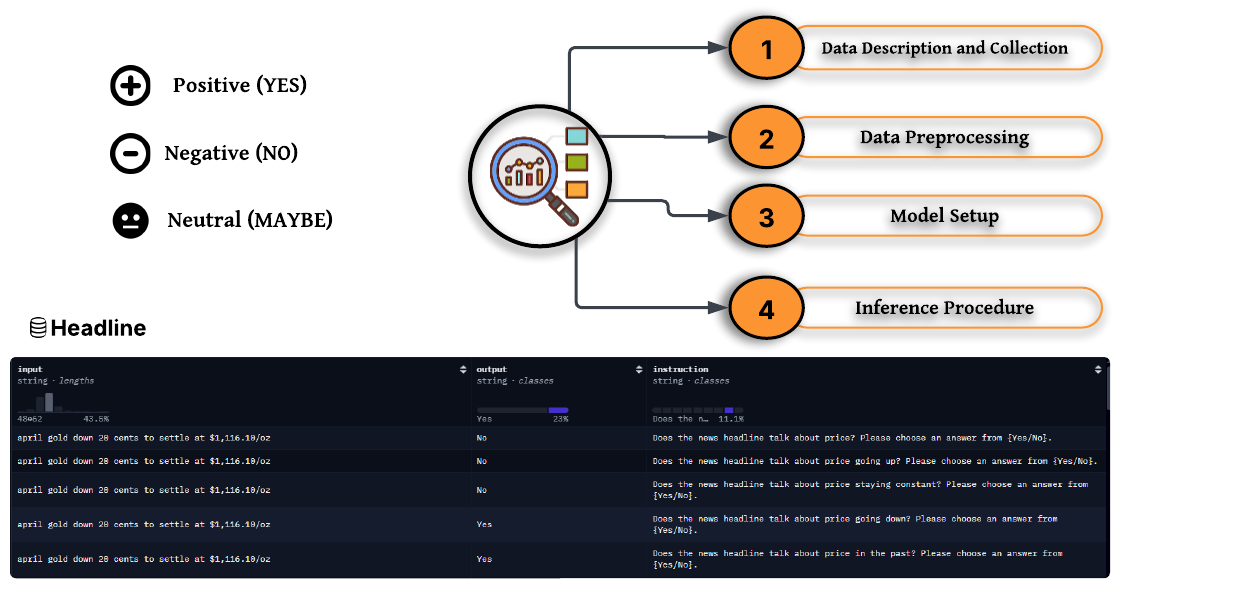 Positive (YES)
Negative (NO)
Neutral (MAYBE)
1
Data Description and Collection
2
Data Preprocessing
3
Model Setup
4
Inference Procedure
Headline
input
string · lengths
48⊕62 43.5%
output
string · classes
Yes 23%
instruction
string · classes
Does the n… 11.1%
april gold down 20 cents to settle at $1,116.10/oz
No
Does the news headline talk about price? Please choose an answer from {Yes/No}.
april gold down 20 cents to settle at $1,116.10/oz
No
Does the news headline talk about price going up? Please choose an answer from {Yes/No}.
april gold down 20 cents to settle at $1,116.10/oz
No
Does the news headline talk about price staying constant? Please choose an answer from
{Yes/No}.
april gold down 20 cents to settle at $1,116.10/oz
Yes
Does the news headline talk about price going down? Please choose an answer from
{Yes/No}.
april gold down 20 cents to settle at $1,116.10/oz
Yes
Does the news headline talk about price in the past? Please choose an answer from
{Yes/No}.